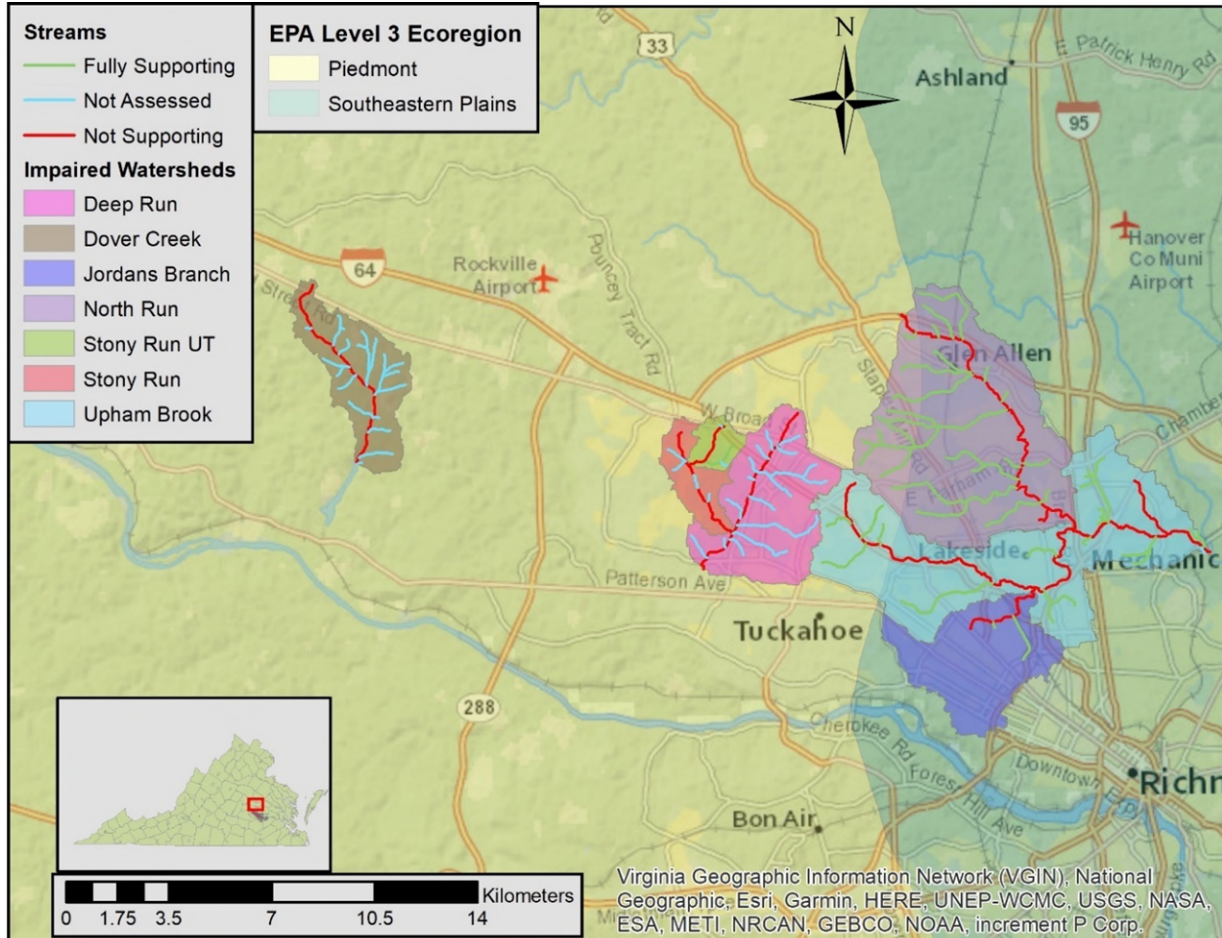 Streams
Fully Supporting
Not Assessed
Not Supporting
Impaired Watersheds
Deep Run
Dover Creek
Jordans Branch
North Run
Stony Run UT
Stony Run
Upham Brook
EPA Level 3 Ecoregion
Piedmont
Southeastern Plains
N
33
Ashland
E Patrick Henry Rd
95
Hanover
Co Muni
Airport
64
Rockville
Airport
Pouncey Tract Rd
Glen Allen
W Broad
E Parham
Lakeside
Mechanic
Patterson Ave
Tuckahoe
288
Cherokee Rd
Forest Hill Ave
Downtown Expy
Richm
Bon Air
Kilometers
0 1.75 3.5 7 10.5 14
Virginia Geographic Information Network (VGIN), National
Geographic, Esri, Garmin, HERE, UNEP-WCMC, USGS, NASA,
ESA, METI, NRCAN, GEBCO, NOAA, increment P Corp.